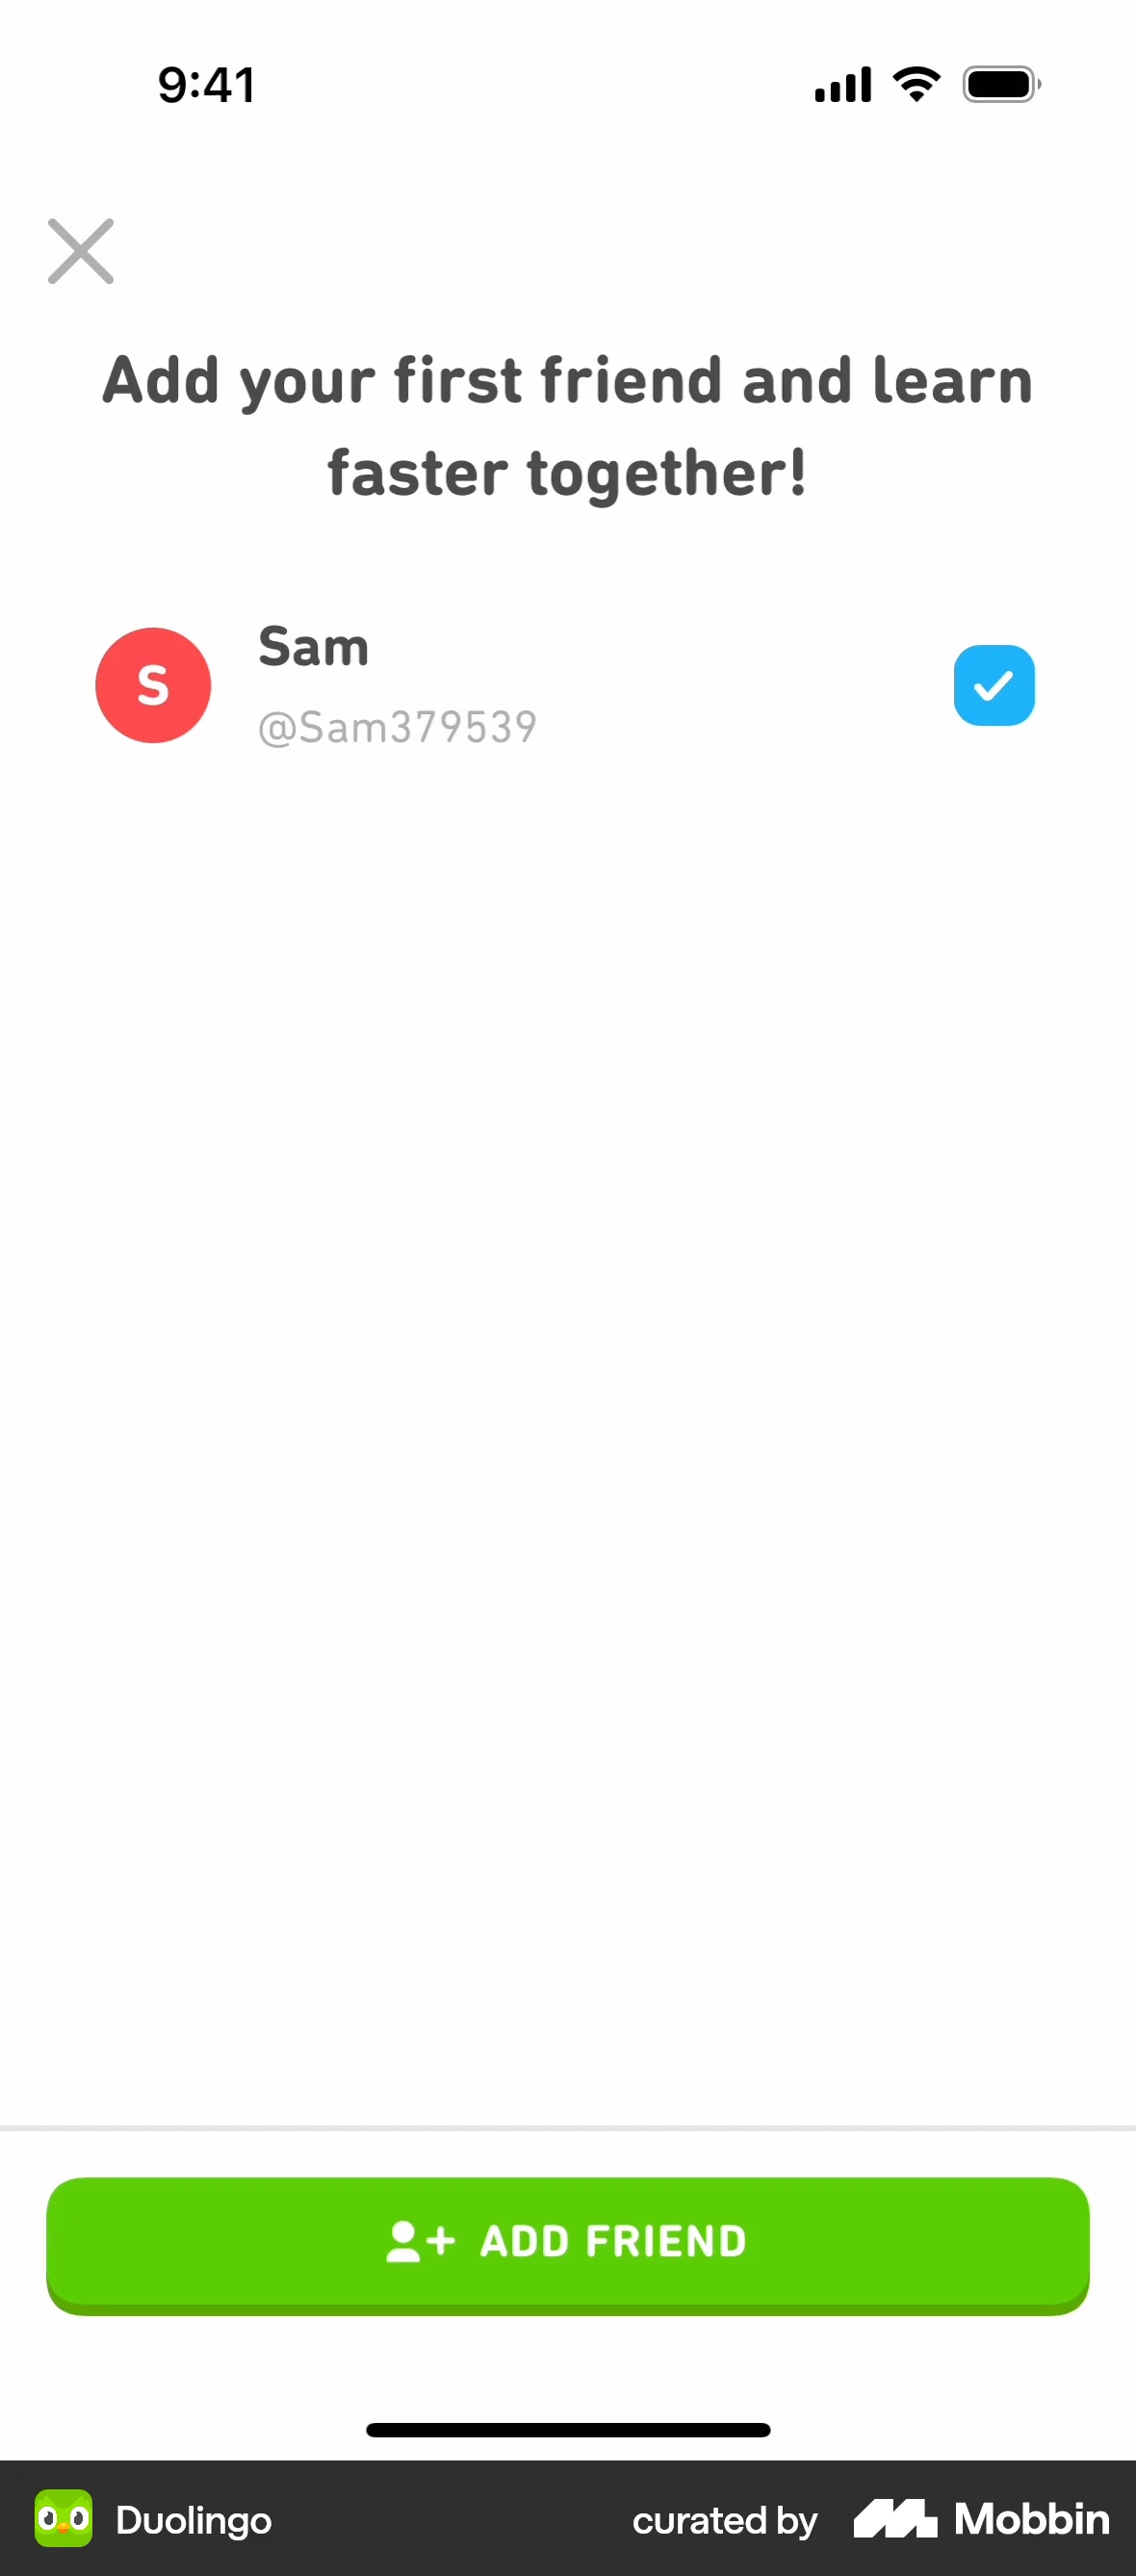 9:41
Add your first friend and learn
faster together!
S
Sam
@Sam379539
ADD FRIEND
Duolingo
curated by Mobbin